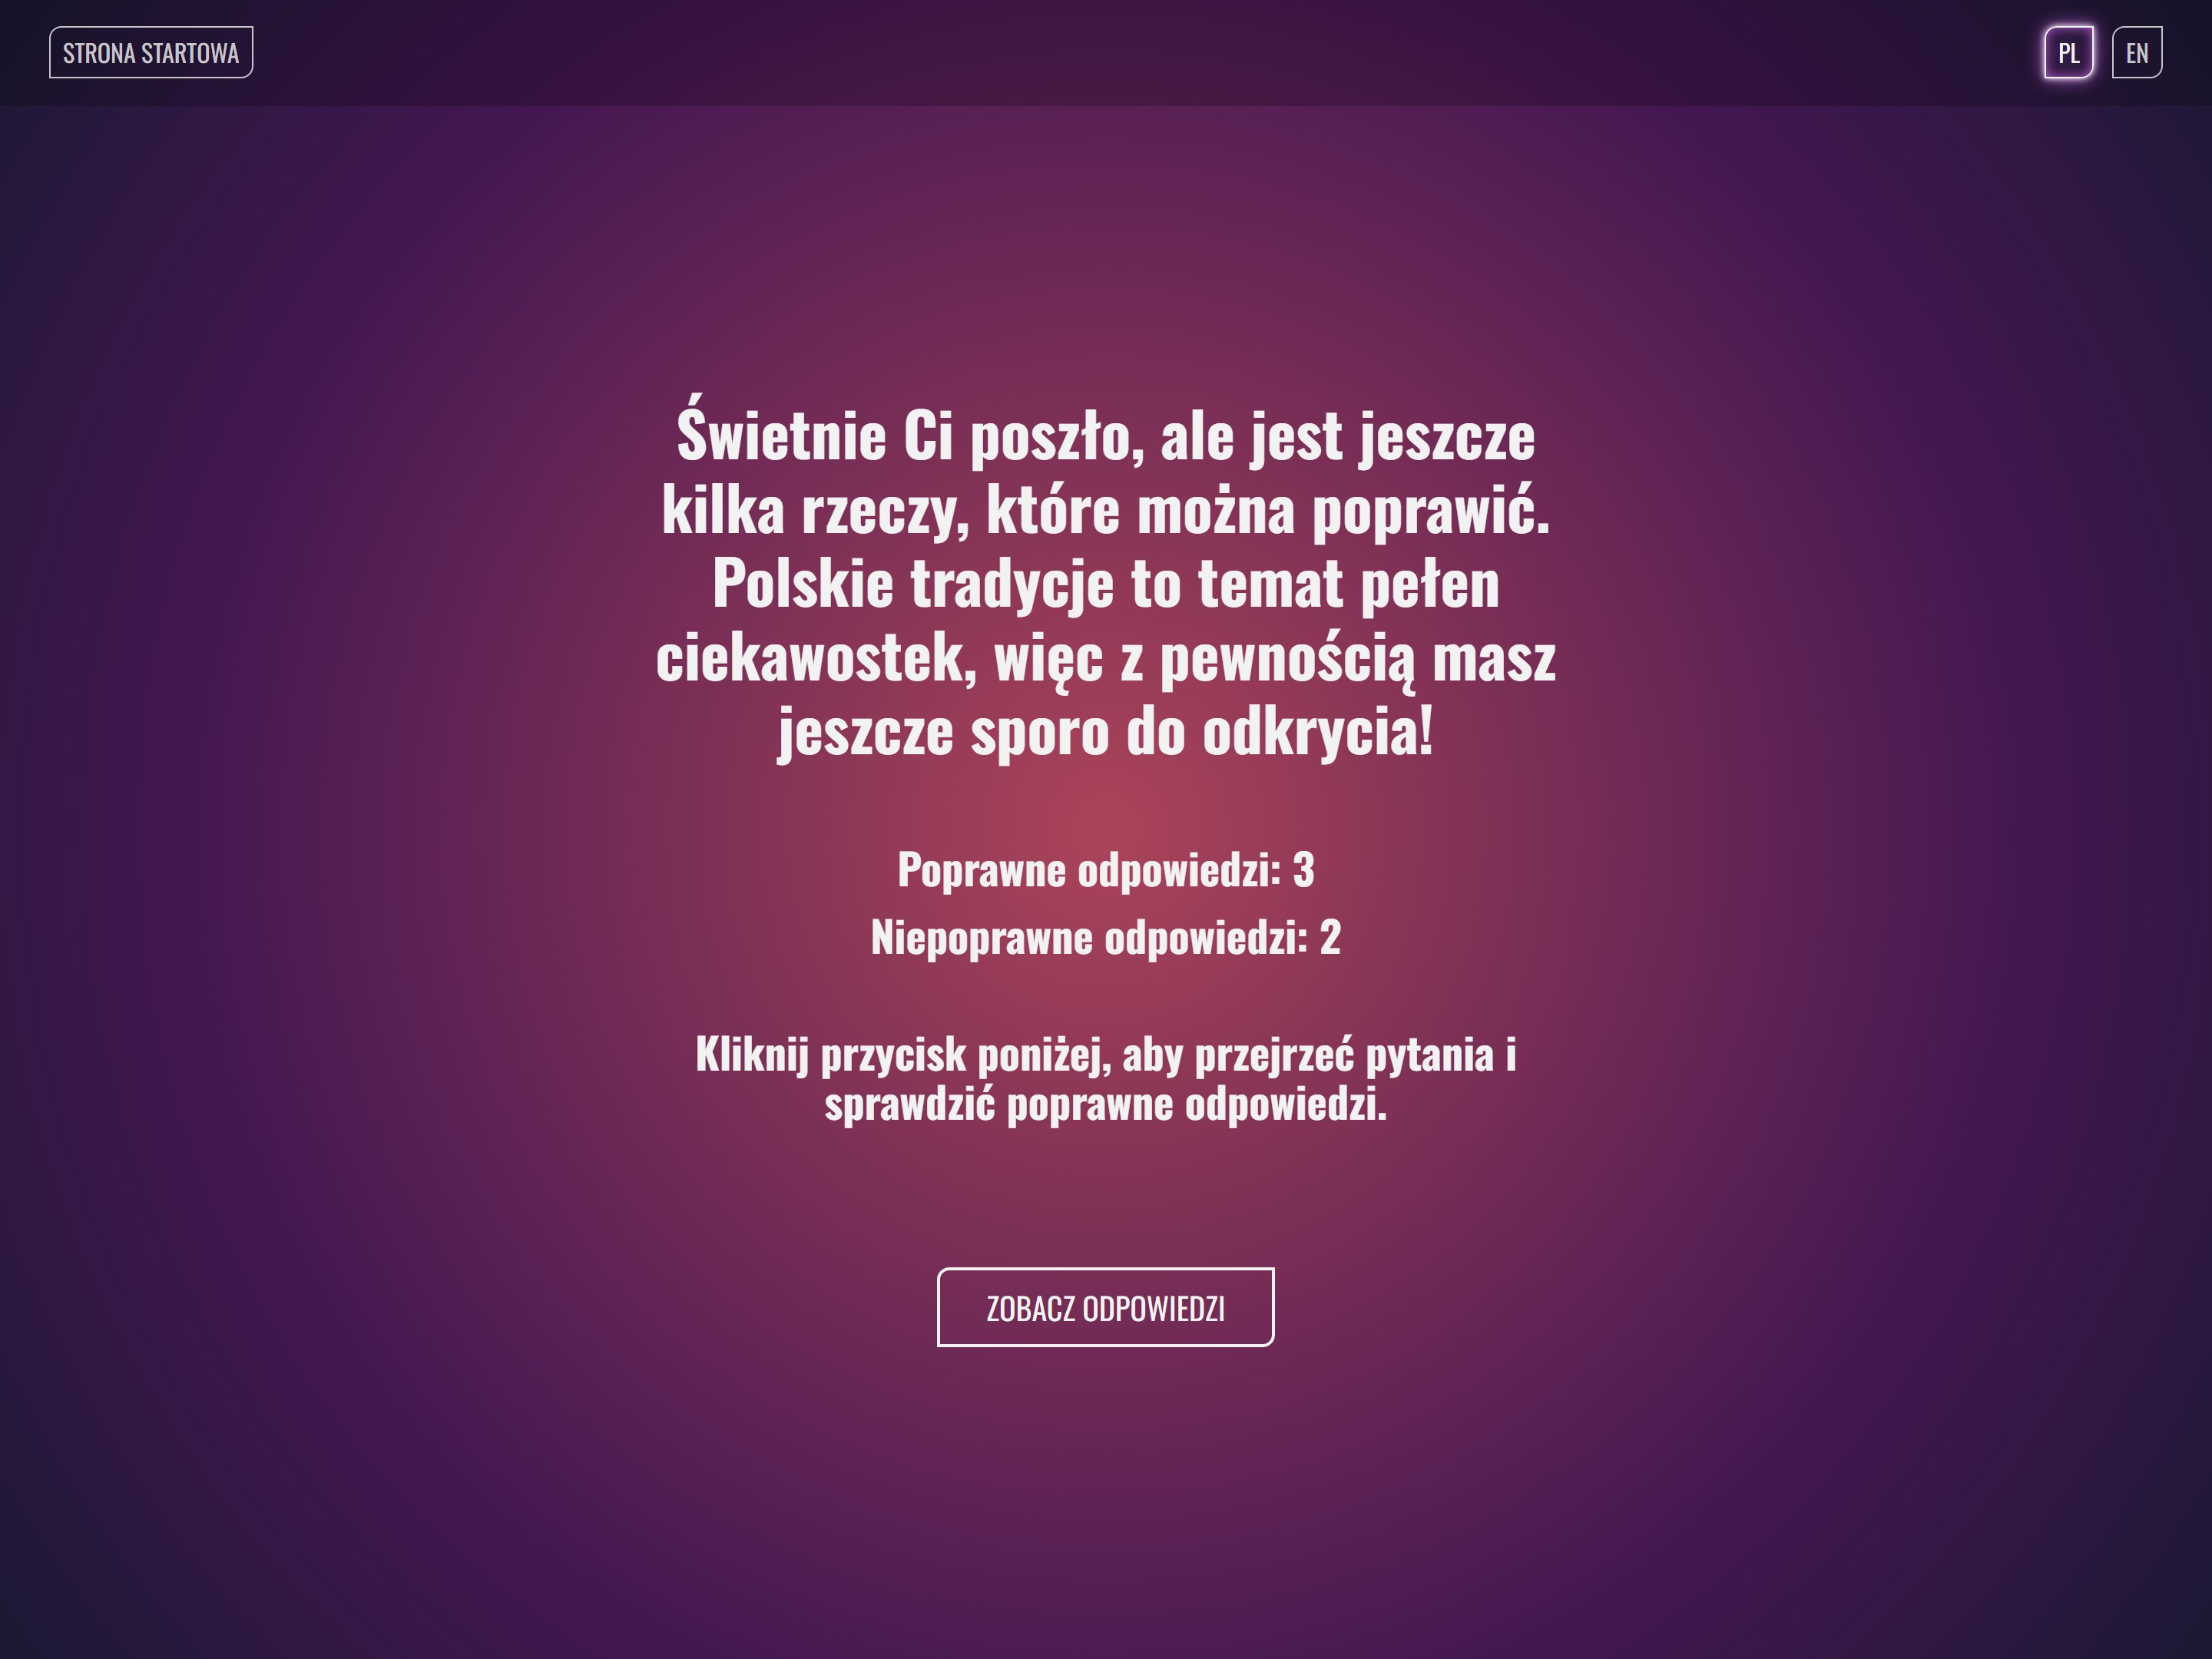 STRONA STARTOWA
PL
EN
Świetnie Ci poszło, ale jest jeszcze
kilka rzeczy, które można poprawić.
Polskie tradycje to temat pełen
ciekawostek, więc z pewnością masz
jeszcze sporo do odkrycia!
Poprawne odpowiedzi: 3
Niepoprawne odpowiedzi: 2
Kliknij przycisk poniżej, aby przejrzeć pytania i
sprawdzić poprawne odpowiedzi.
ZOBACZ ODPOWIEDZI